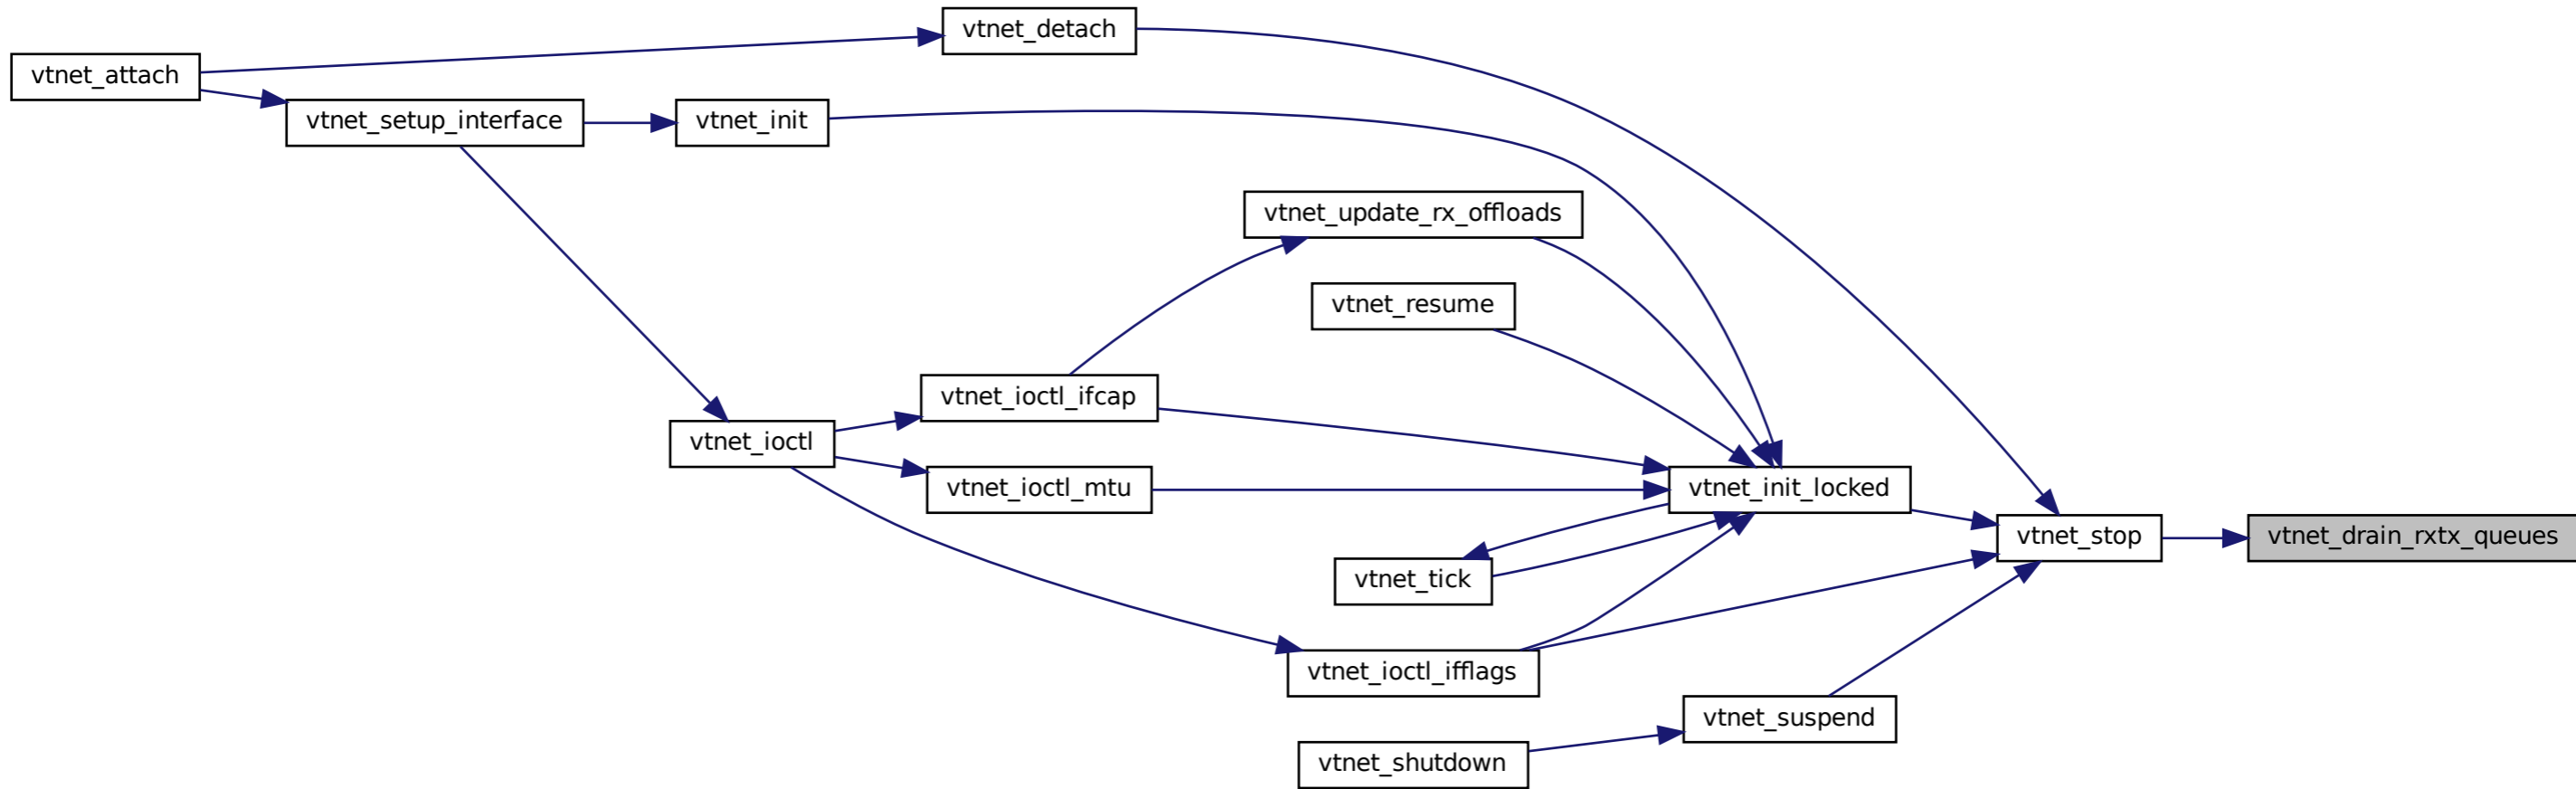 vtnet_detach
vtnet_attach
vtnet_setup_interface
vtnet_init
vtnet_update_rx_offloads
vtnet_resume
vtnet_ioctl_ifcap
vtnet_ioctl
vtnet_ioctl_mtu
vtnet_init_locked
vtnet_stop
vtnet_drain_rxtx_queues
vtnet_tick
vtnet_ioctl_ifflags
vtnet_suspend
vtnet_shutdown